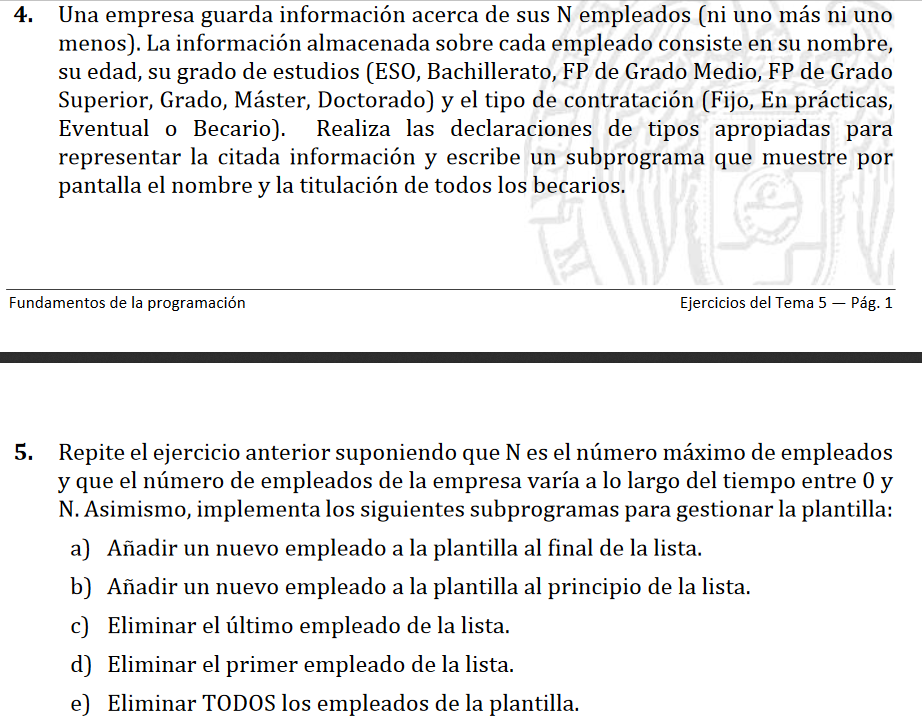 4. Una empresa guarda información acerca de sus N empleados (ni uno más ni uno
menos). La información almacenada sobre cada empleado consiste en su nombre,
su edad, su grado de estudios (ESO, Bachillerato, FP de Grado Medio, FP de Grado
Superior, Grado, Máster, Doctorado) y el tipo de contratación (Fijo, En prácticas,
Eventual o Becario). Realiza las declaraciones de tipos apropiadas para
representar la citada información y escribe un subprograma que muestre por
pantalla el nombre y la titulación de todos los becarios.
Fundamentos de la programación
Ejercicios del Tema 5 — Pág. 1
5. Repite el ejercicio anterior suponiendo que N es el número máximo de empleados
y que el número de empleados de la empresa varía a lo largo del tiempo entre 0 y
N. Asimismo, implementa los siguientes subprogramas para gestionar la plantilla:
a) Añadir un nuevo empleado a la plantilla al final de la lista.
b) Añadir un nuevo empleado a la plantilla al principio de la lista.
c) Eliminar el último empleado de la lista.
d) Eliminar el primer empleado de la lista.
e) Eliminar TODOS los empleados de la plantilla.